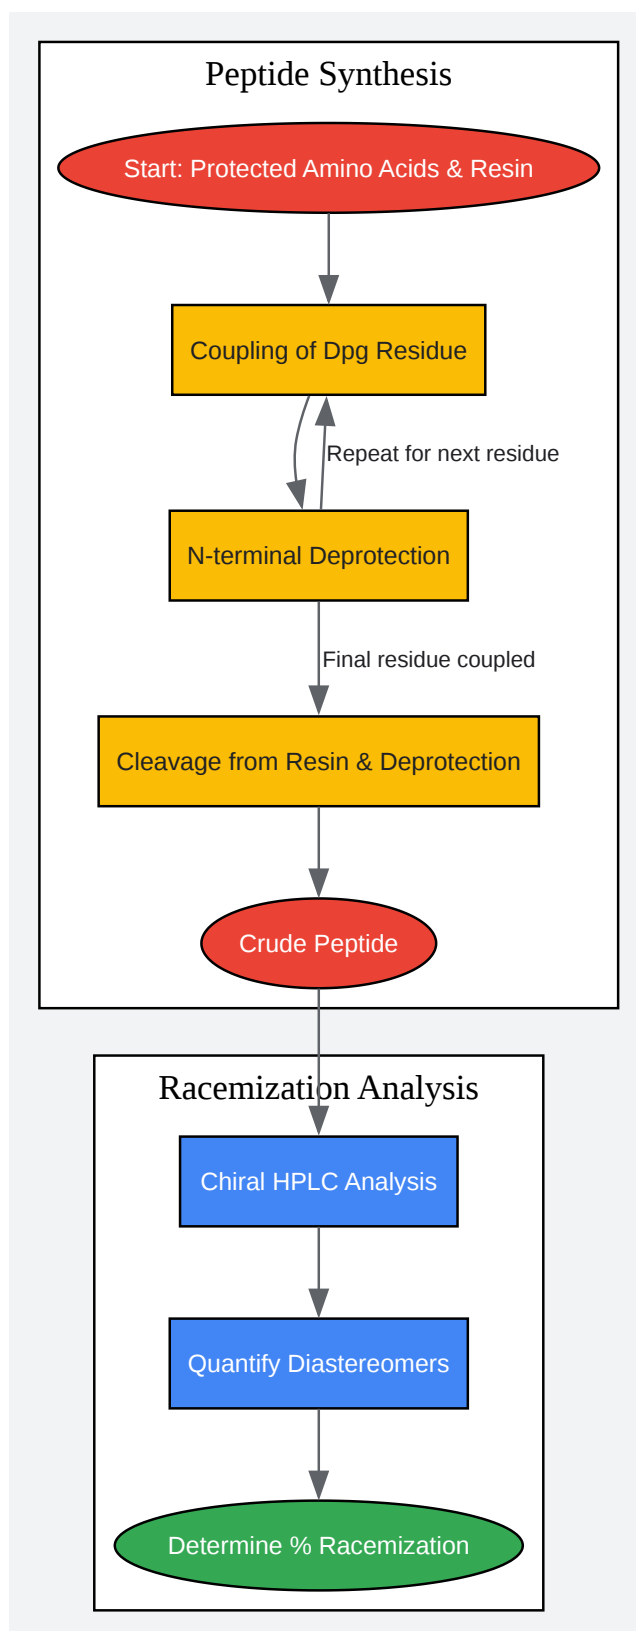 Peptide Synthesis
Start: Protected Amino Acids & Resin
Coupling of Dpg Residue
Repeat for next residue
N-terminal Deprotection
Final residue coupled
Cleavage from Resin & Deprotection
Crude Peptide
Racemization Analysis
Chiral HPLC Analysis
Quantify Diastereomers
Determine % Racemization